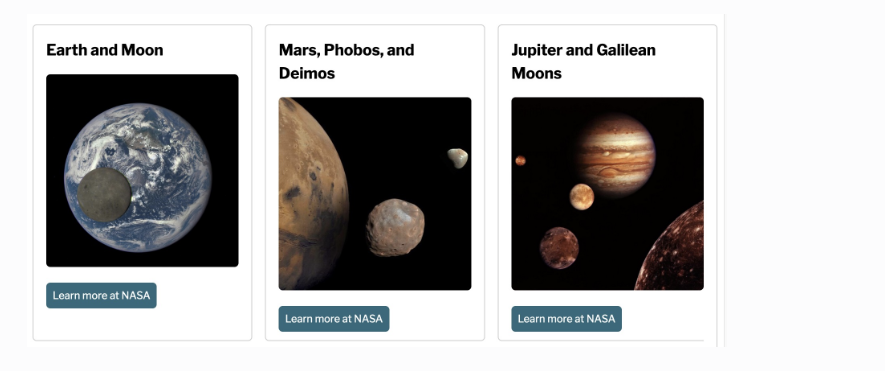 Earth and Moon
Learn more at NASA
Mars, Phobos, and
Deimos
Learn more at NASA
Jupiter and Galilean
Moons
Learn more at NASA